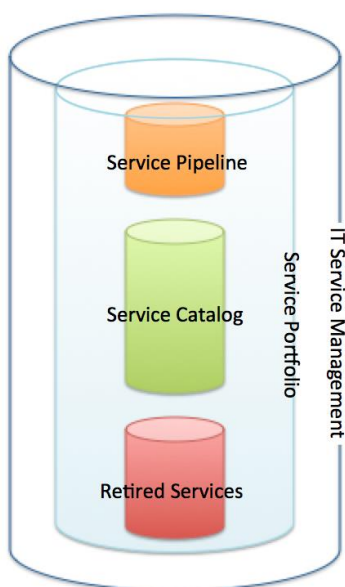 Service Pipeline
Service Catalog
Retired Services
Service Portfolio
IT Service Management